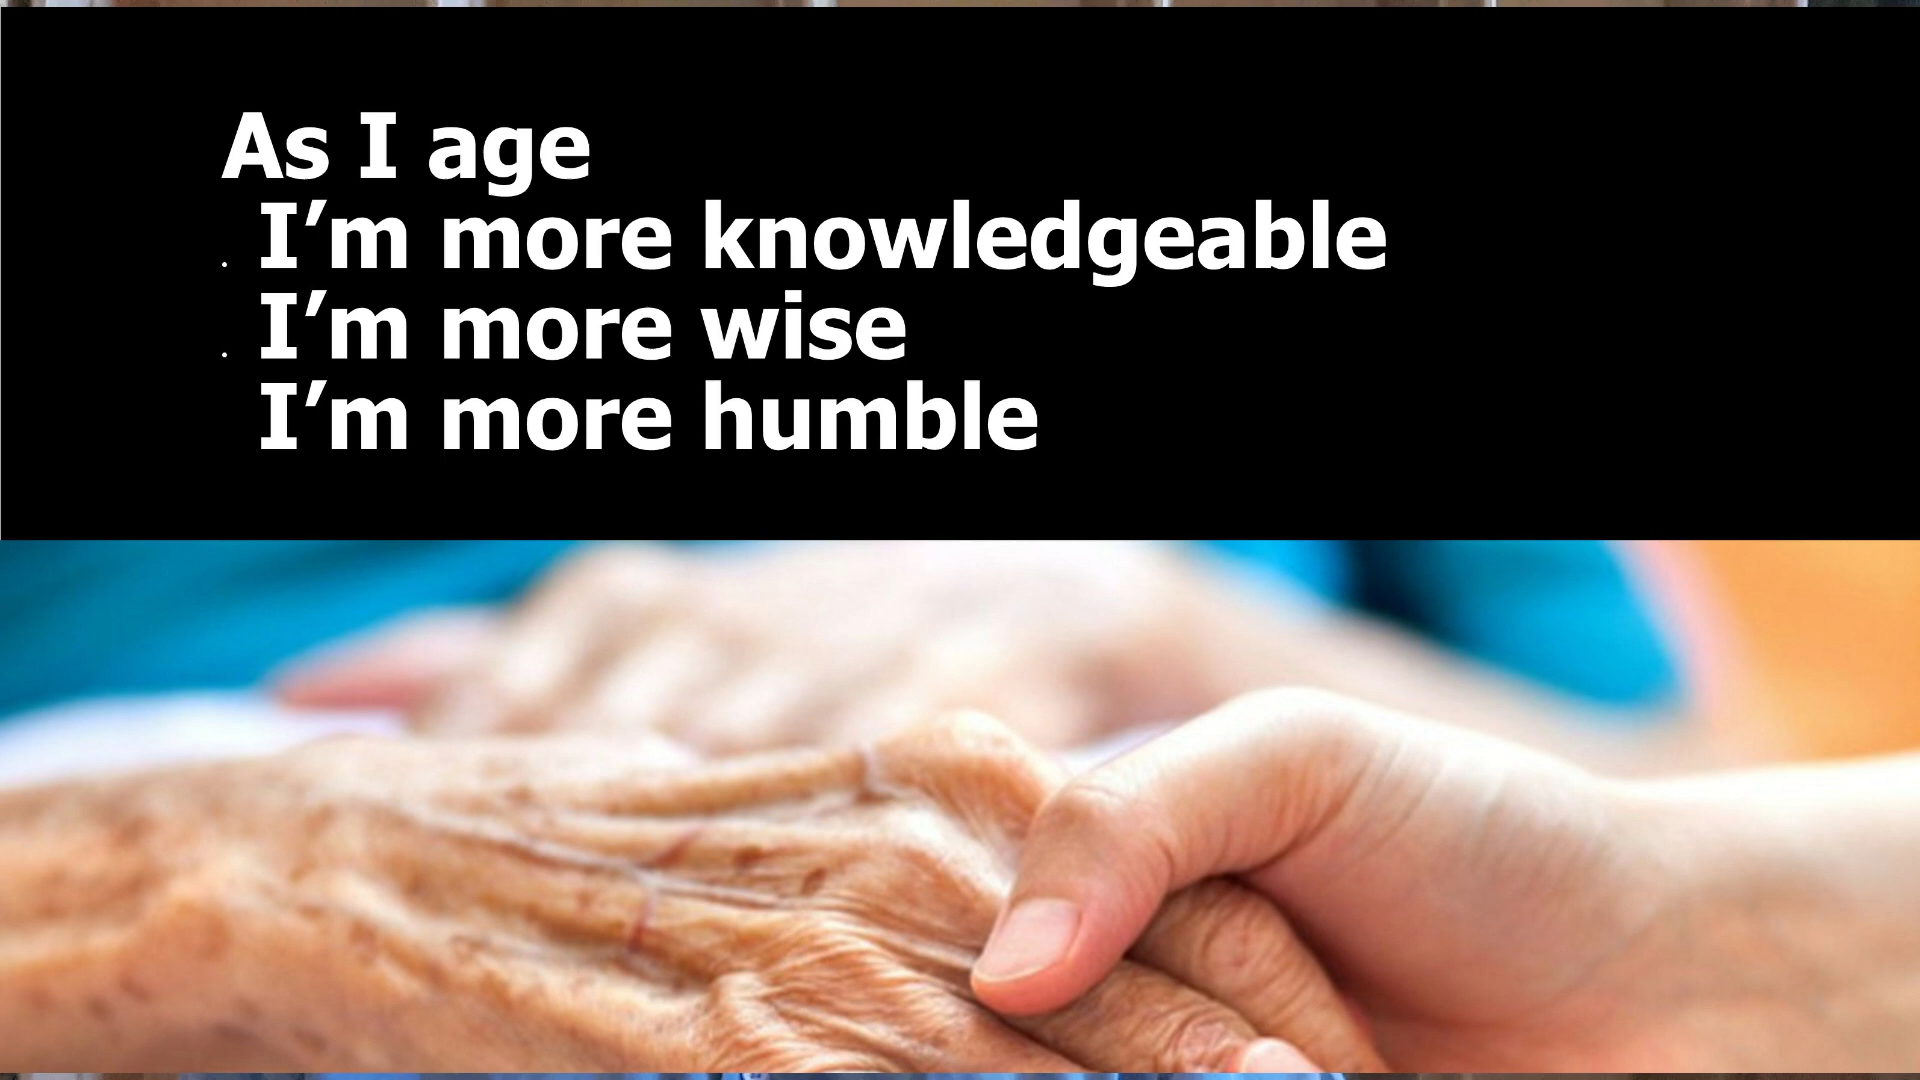 As I age
. I’m more knowledgeable
. I’m more wise
I’m more humble